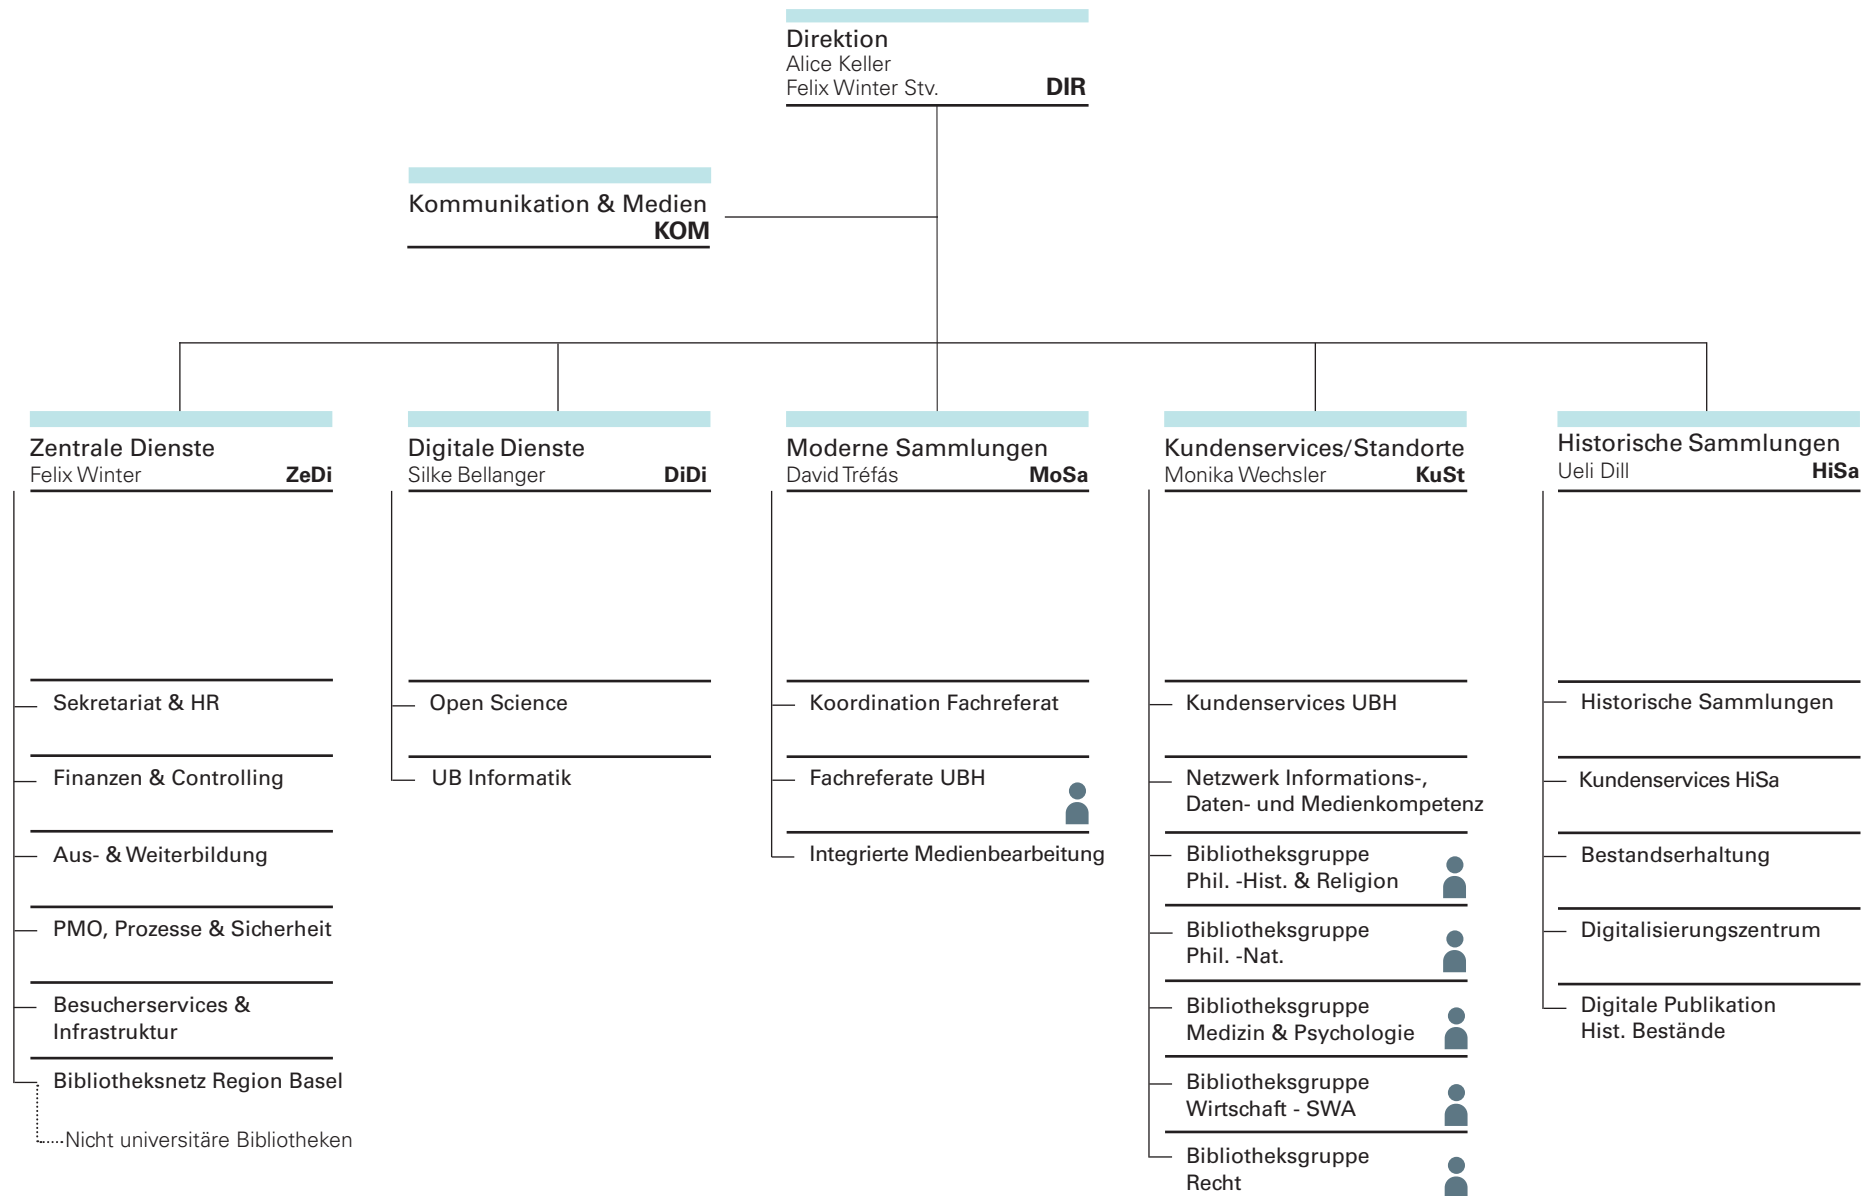 Direktion
Alice Keller
Felix Winter Stv. DIR
Kommunikation & Medien
KOM
Zentrale Dienste
Felix Winter ZeDi
Sekretariat & HR
Finanzen & Controlling
Aus- & Weiterbildung
PMO, Prozesse & Sicherheit
Besucherservices &
Infrastruktur
Bibliotheksnetz Region Basel
Nicht universitäre Bibliotheken
Digitale Dienste
Silke Bellanger DiDi
Open Science
UB Informatik
Moderne Sammlungen
David Tréfás MoSa
Koordination Fachreferat
Fachreferate UBH
Integrierte Medienbearbeitung
Kundenservices/Standorte
Monika Wechsler KuSt
Kundenservices UBH
Netzwerk Informations-,
Daten- und Medienkompetenz
Bibliotheksgruppe
Phil. -Hist. & Religion
Bibliotheksgruppe
Phil. -Nat.
Bibliotheksgruppe
Medizin & Psychologie
Bibliotheksgruppe
Wirtschaft - SWA
Bibliotheksgruppe
Recht
Historische Sammlungen
Ueli Dill HiSa
Historische Sammlungen
Kundenservices HiSa
Bestandserhaltung
Digitalisierungszentrum
Digitale Publikation
Hist. Bestände